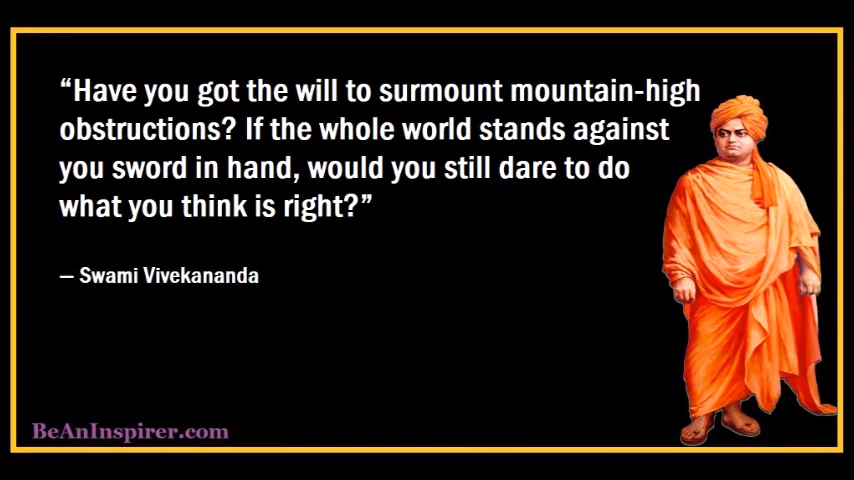 “Have you got the will to surmount mountain-high
obstructions? If the whole world stands against
you sword in hand, would you still dare to do
what you think is right?”
– Swami Vivekananda
BeAnInspirer.com